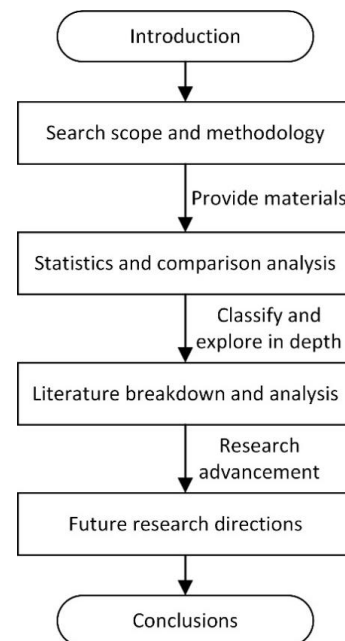 Introduction
Search scope and methodology
Provide materials
Statistics and comparison analysis
Classify and
explore in depth
Literature breakdown and analysis
Research
advancement
Future research directions
Conclusions